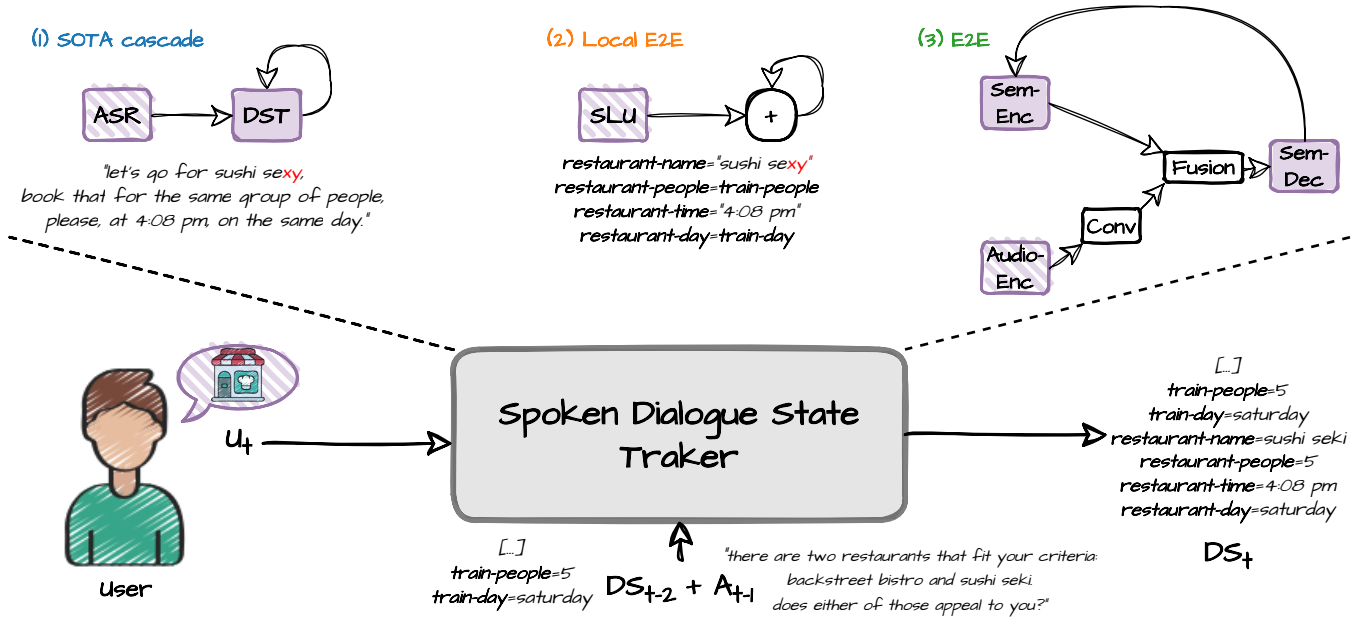 (1) SOTA cascade
ASR
DST
"let's go for sushi sexy,
book that for the same group of people,
please, at 4:08 pm, on the same day."
(2) Local E2E
SLU
+
restaurant-name="sushi sexy"
restaurant-people=train-people
restaurant-time="4:08 pm"
restaurant-day=train-day
(3) E2E
Sem-
Enc
Fusion
Sem-
Dec
Conv
Audio-
Enc
User
Ut
Spoken Dialogue State
Traker
[...]
train-people=5
train-day=saturday
DSt-2 + At-1
"there are two restaurants that fit your criteria:
backstreet bistro and sushi seki.
does either of those appeal to you?"
[...]
train-people=5
train-day=saturday
restaurant-name=sushi seki
restaurant-people=5
restaurant-time=4:08 pm
restaurant-day=saturday
DSt